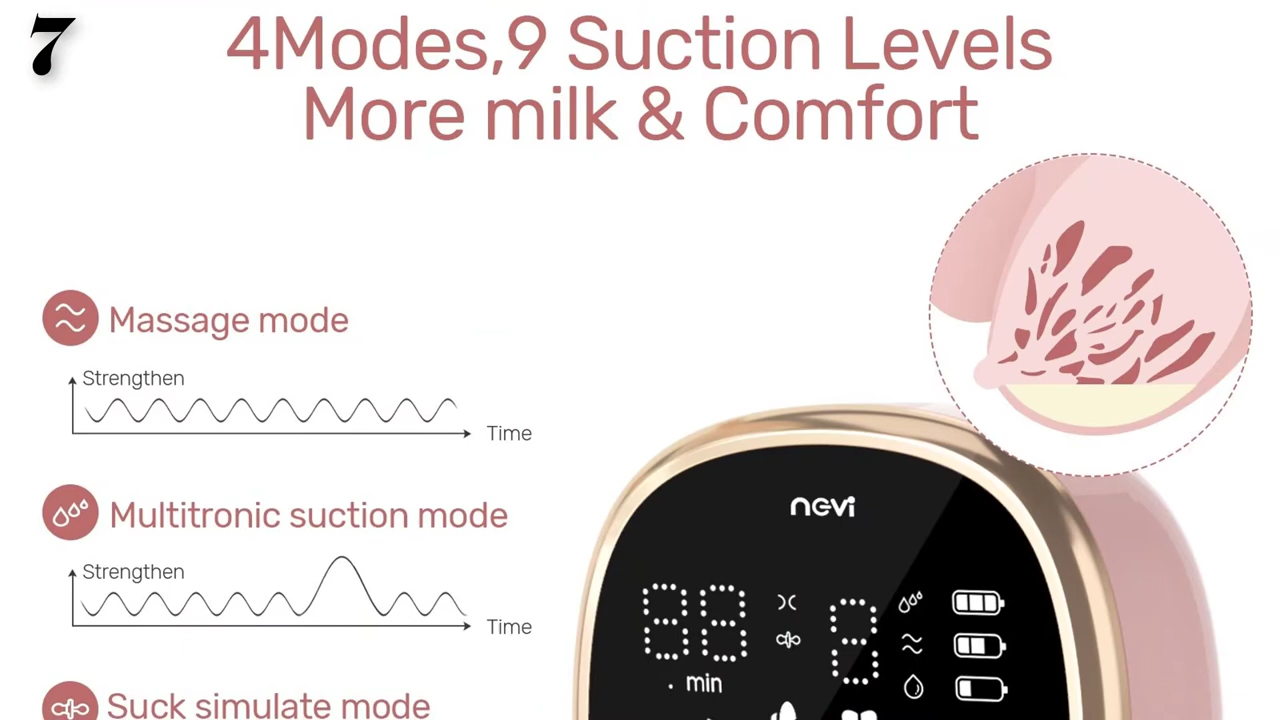 7
4Modes,9 Suction Levels
More milk & Comfort
Massage mode
Strengthen
Time
Multitronic suction mode
Strengthen
Time
Suck simulate mode
nevi
88
8
min